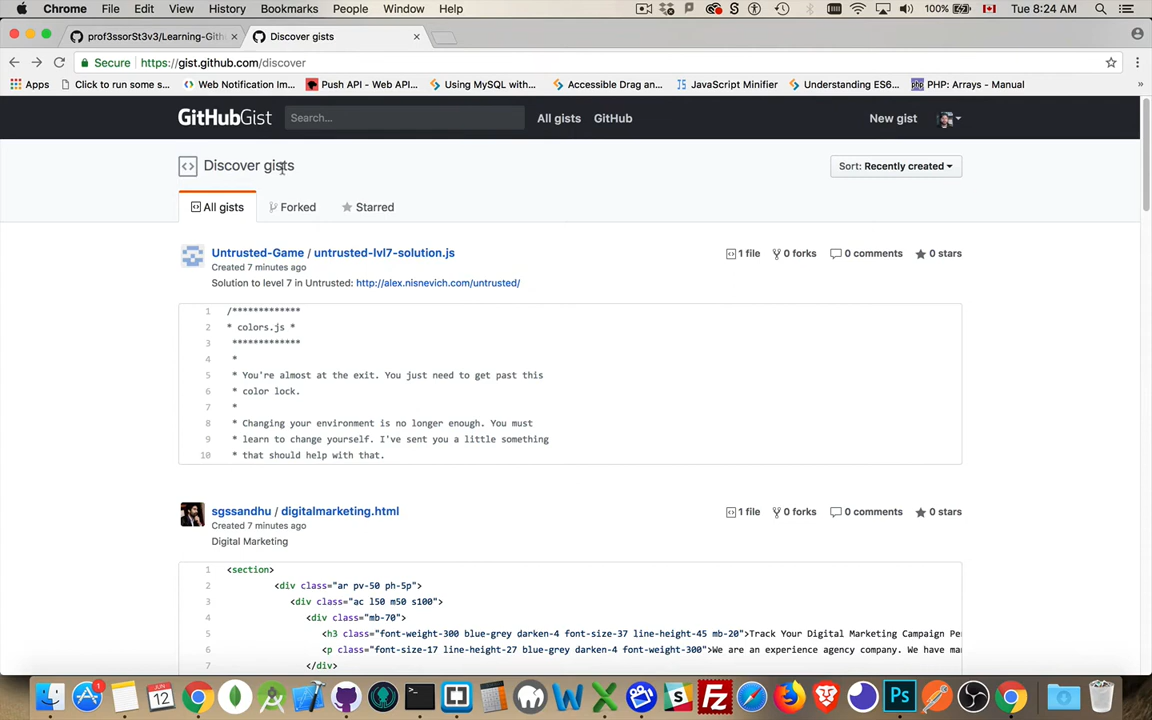 Chrome File Edit View History Bookmarks People Window Help 100% Tue 8:24 AM
prof3ssorSt3v3/Learning-Gith × Discover gists ×
Secure https://gist.github.com/discover
Apps Click to run some s... Web Notification Im... Push API - Web API... Using MySQL with... Accessible Drag an... JavaScript Minifier Understanding ES6... PHP: Arrays - Manual »
GitHubGist Search... All gists GitHub New gist
Discover gists Sort: Recently created
All gists Forked Starred
Untrusted-Game / untrusted-lvl7-solution.js 1 file 0 forks 0 comments 0 stars
Created 7 minutes ago
Solution to level 7 in Untrusted: http://alex.nisnevich.com/untrusted/
1 /*************
2 * colors.js *
3 *************
4 *
5 * You're almost at the exit. You just need to get past this
6 * color lock.
7 *
8 * Changing your environment is no longer enough. You must
9 * learn to change yourself. I've sent you a little something
10 * that should help with that.
sgssandhu / digitalmarketing.html 1 file 0 forks 0 comments 0 stars
Created 7 minutes ago
Digital Marketing
1 <section>
2 <div class="ar pv-50 ph-5p">
3 <div class="ac l50 m50 s100">
4 <div class="mb-70">
5 <h3 class="font-weight-300 blue-grey darken-4 font-size-37 line-height-45 mb-20">Track Your Digital Marketing Campaign Pe
6 <p class="font-size-17 line-height-27 blue-grey darken-4 font-weight-300">We are an experience agency company. We have ma
7 </div>